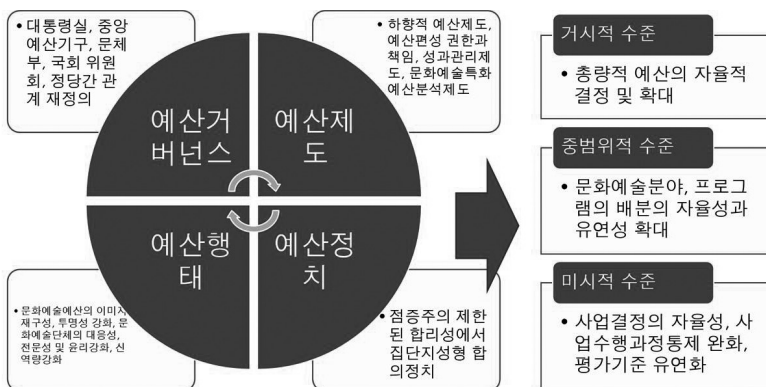 • 대통령실, 중앙
예산기구, 문체
부, 국회 위원
회, 정당간 관
계 재정의
• 하향적 예산제도,
예산편성 권한과
책임, 성과관리제
도, 문화예술특화
예산분석제도
예산거
버넌스
예산제
도
예산행
태
예산정
치
• 문화예술예산의 이미지
재구성, 투명성 강화, 문
화예술단체의 대응성,
전문성 및 윤리강화, 신
역량강화
• 점증주의 제한
된 합리성에서
집단지성형 합
의정치
거시적 수준
• 총량적 예산의 자율적
결정 및 확대
중범위적 수준
• 문화예술분야, 프로그
램의 배분의 자율성과
유연성 확대
미시적 수준
• 사업결정의 자율성, 사
업수행과정통제 완화,
평가기준 유연화